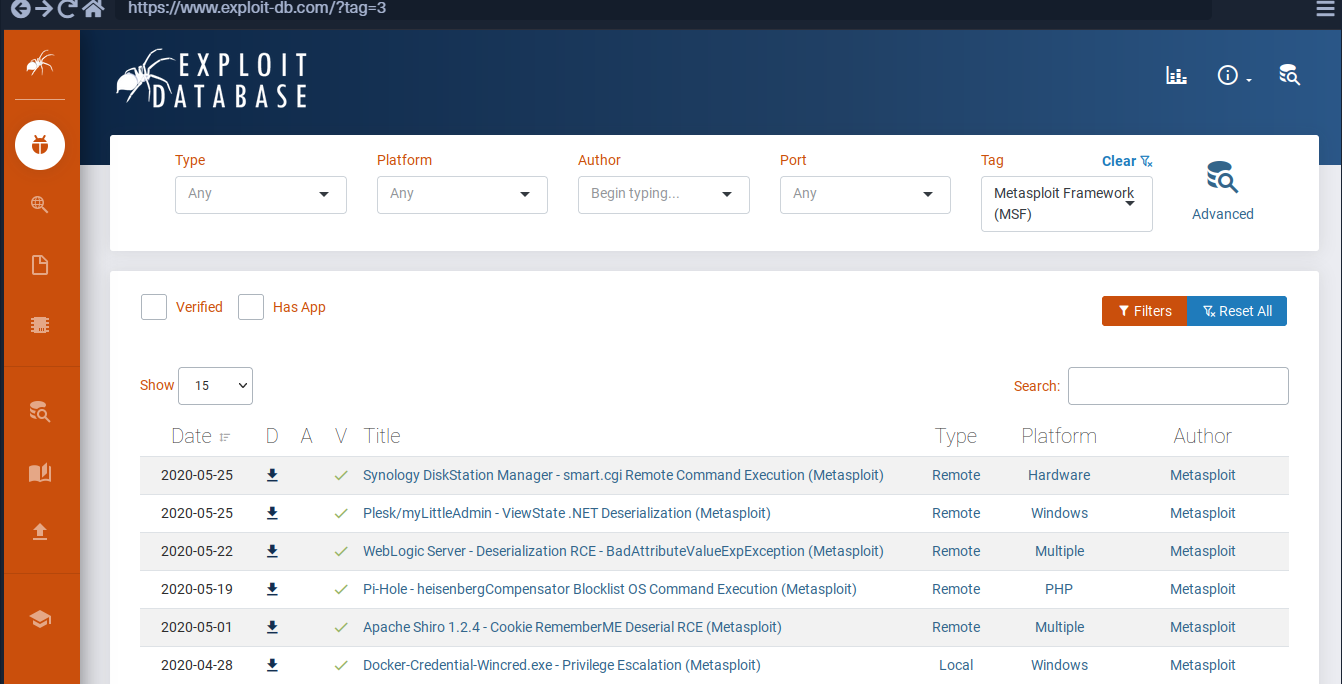 https://www.exploit-db.com/?tag=3
EXPLOIT
DATABASE
Type
Platform
Author
Port
Tag
Clear
Any
Any
Begin typing...
Any
Metasploit Framework
(MSF)
Advanced
Verified
Has App
Filters
Reset All
Show 15
Search:
Date D A V Title Type Platform Author
2020-05-25 Synology DiskStation Manager - smart.cgi Remote Command Execution (Metasploit) Remote Hardware Metasploit
2020-05-25 Plesk/myLittleAdmin - ViewState .NET Deserialization (Metasploit) Remote Windows Metasploit
2020-05-22 WebLogic Server - Deserialization RCE - BadAttributeValueExpException (Metasploit) Remote Multiple Metasploit
2020-05-19 Pi-Hole - heisenbergCompensator Blocklist OS Command Execution (Metasploit) Remote PHP Metasploit
2020-05-01 Apache Shiro 1.2.4 - Cookie RememberME Deserial RCE (Metasploit) Remote Multiple Metasploit
2020-04-28 Docker-Credential-Wincred.exe - Privilege Escalation (Metasploit) Local Windows Metasploit